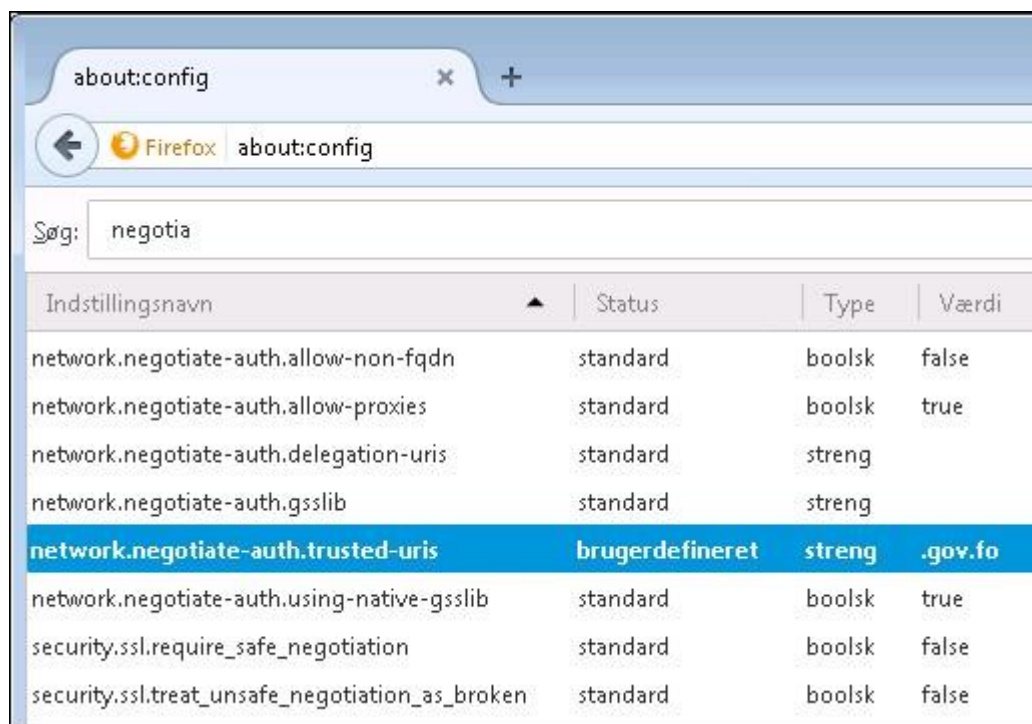 about:config
Firefox about:config
Søg: negotia
Indstillingsnavn Status Type Værdi
network.negotiate-auth.allow-non-fqdn standard boolsk false
network.negotiate-auth.allow-proxies standard boolsk true
network.negotiate-auth.delegation-uris standard streng
network.negotiate-auth.gsslib standard streng
network.negotiate-auth.trusted-uris brugerdefineret streng .gov.fo
network.negotiate-auth.using-native-gsslib standard boolsk true
security.ssl.require_safe_negotiation standard boolsk false
security.ssl.treat_unsafe_negotiation_as_broken standard boolsk false